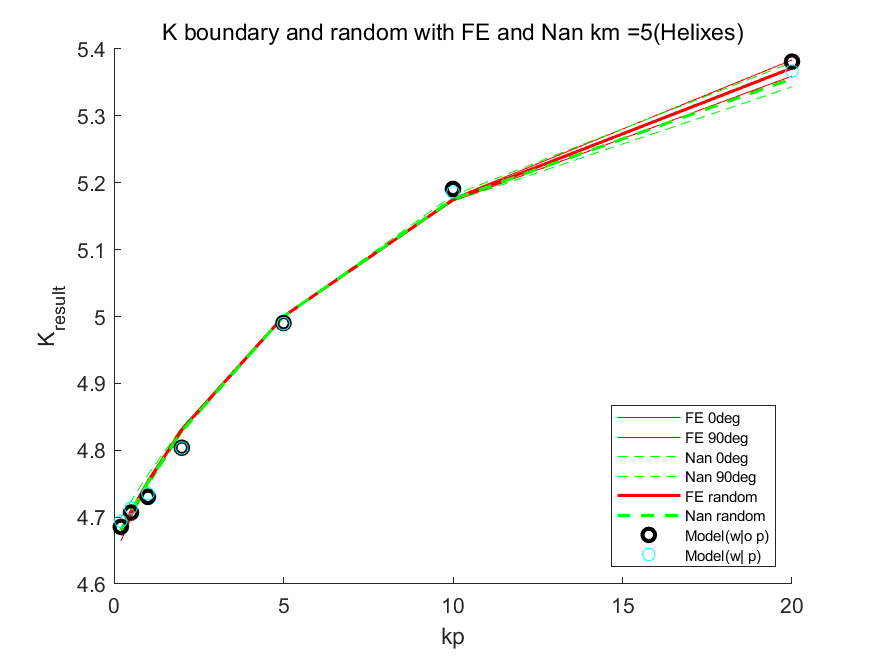 K boundary and random with FE and Nan km =5(Helixes)
5.4
5.3
5.2
5.1
5
4.9
4.8
4.7
4.6
K_result
0 5 10 15 20
kp
FE 0deg
FE 90deg
Nan 0deg
Nan 90deg
FE random
Nan random
Model(w|o p)
Model(w| p)